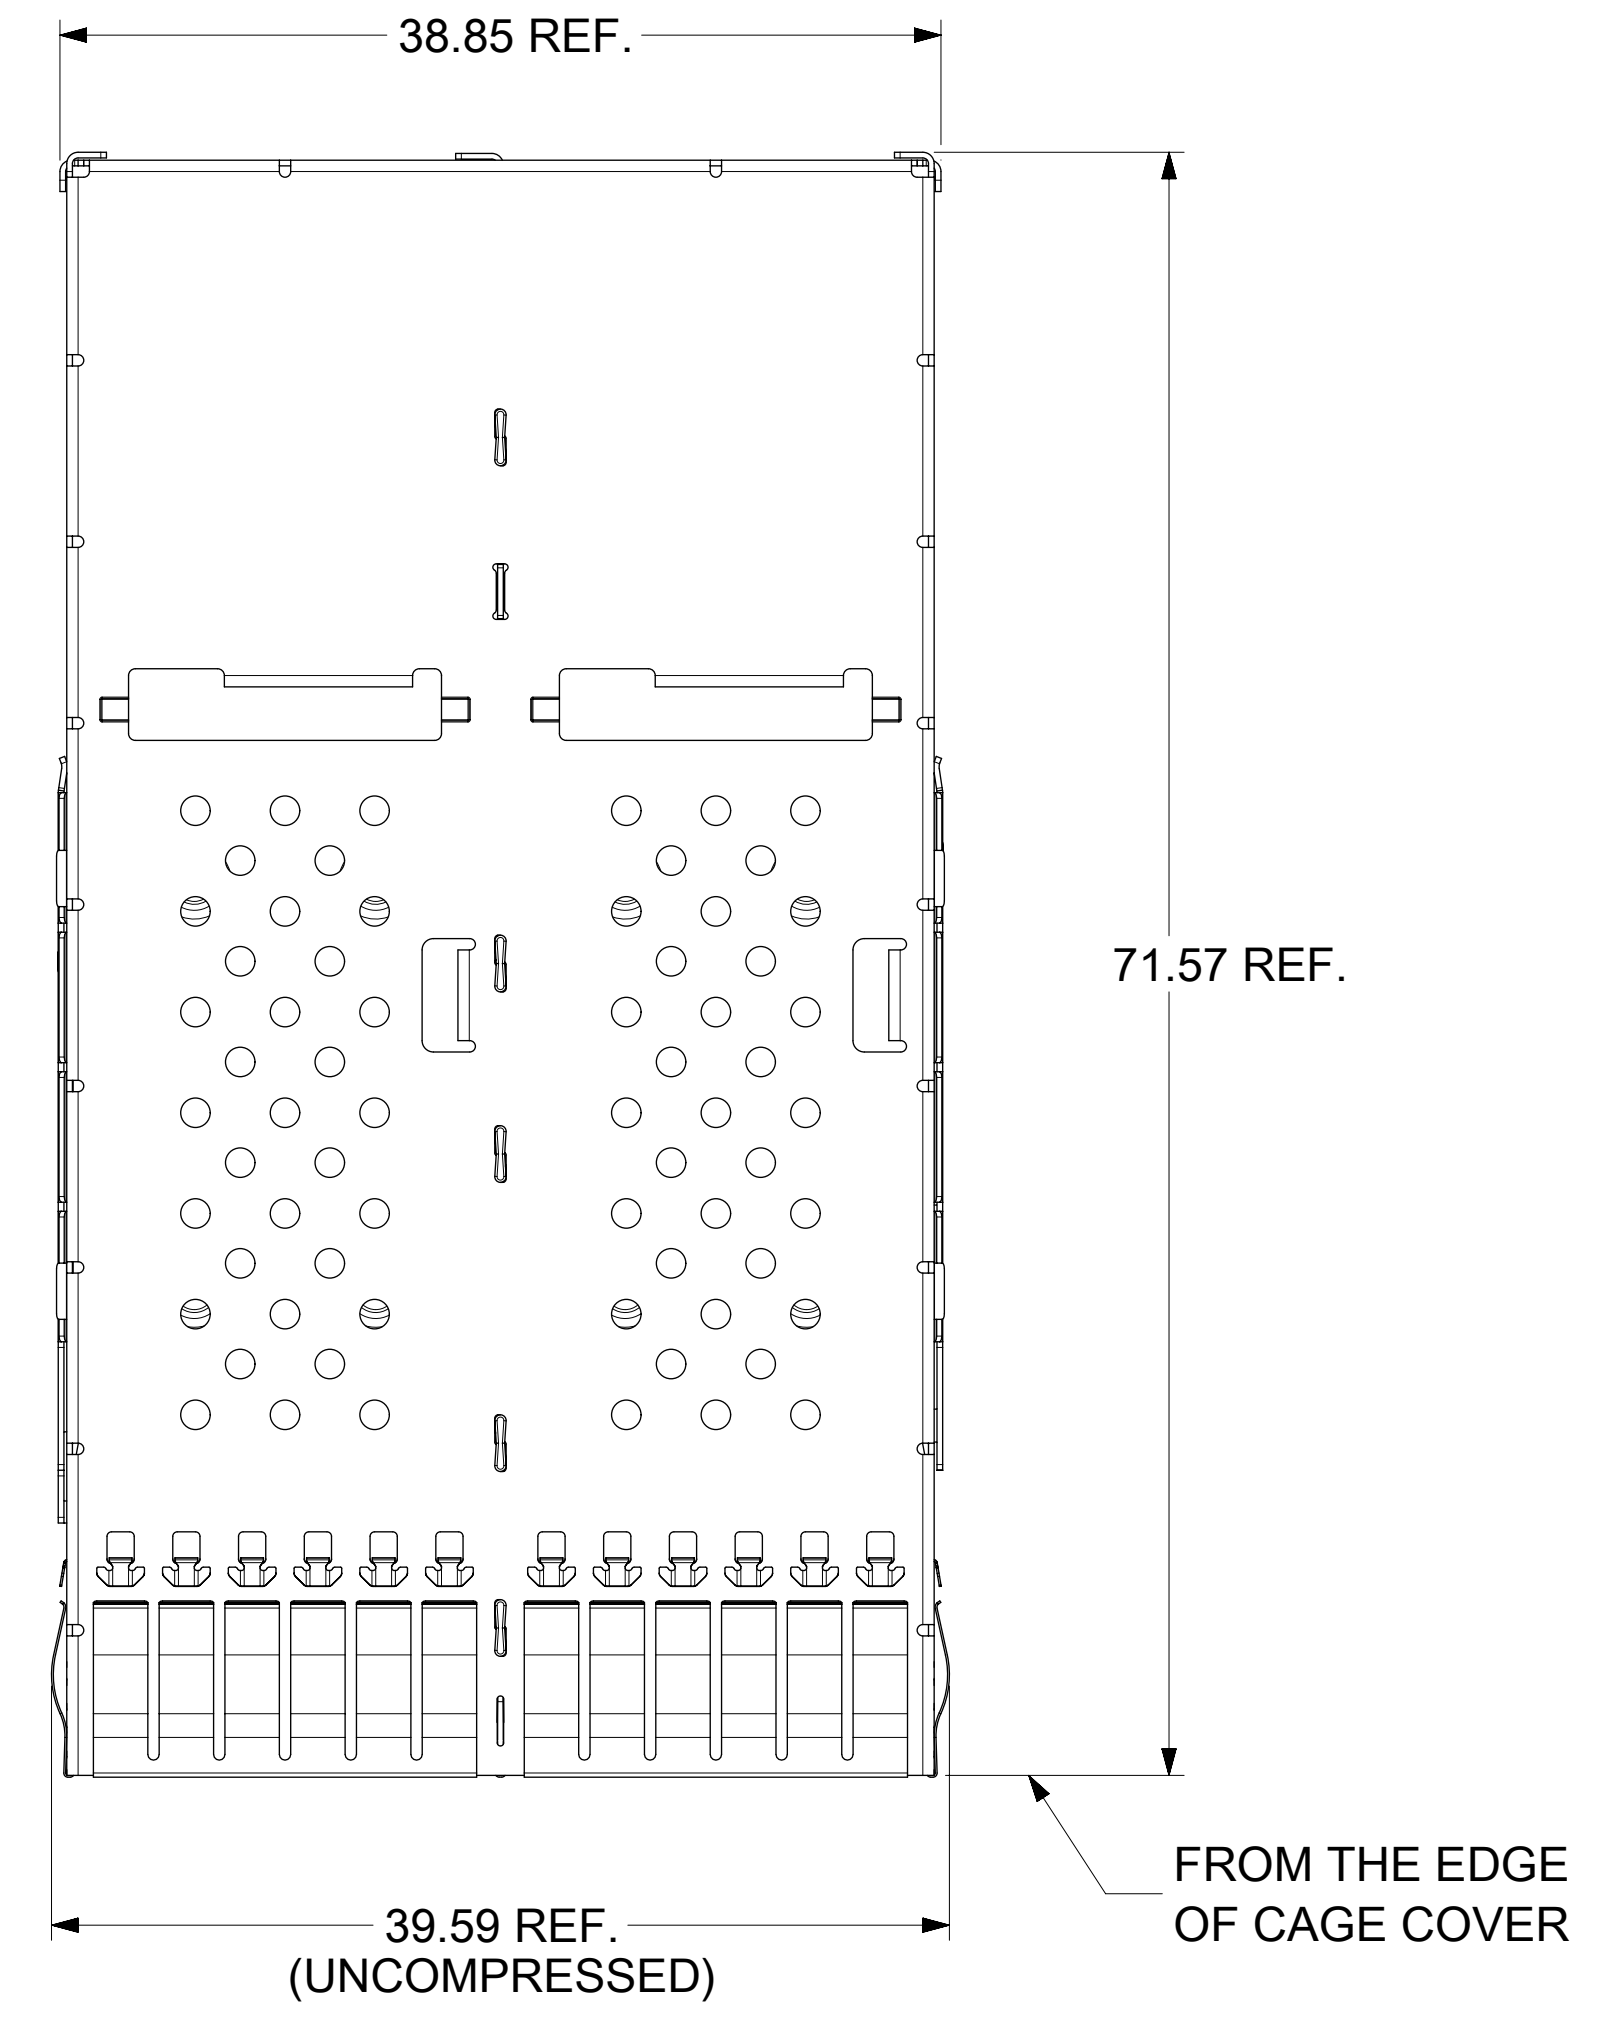 38.85 REF.
71.57 REF.
FROM THE EDGE
OF CAGE COVER
39.59 REF.
(UNCOMPRESSED)